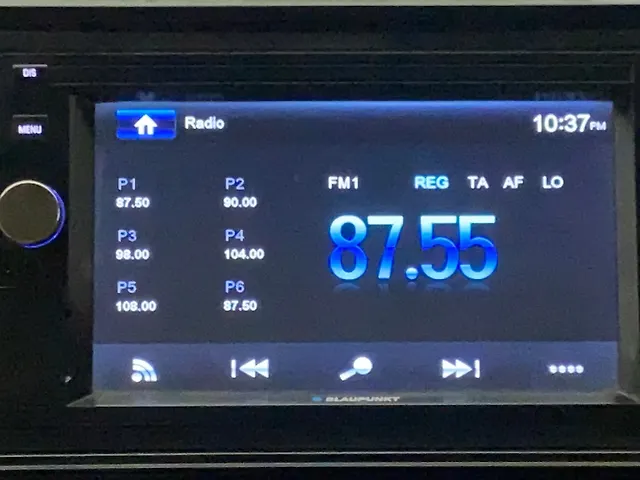 DIS
MENU
Radio
10:37PM
P1 P2
87.50 90.00
P3 P4
98.00 104.00
P5 P6
108.00 87.50
FM1 REG TA AF LO
87.55
BLAUPUNKT